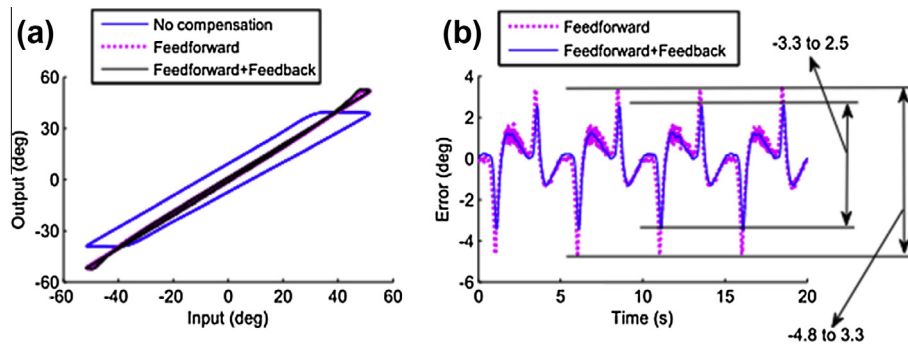 (a)
No compensation
Feedforward
Feedforward+Feedback
60
30
0
-30
-60
Output (deg)
-60 -40 -20 0 20 40 60
Input (deg)
(b)
Feedforward
Feedforward+Feedback
-3.3 to 2.5
4
2
0
-2
-4
-6
Error (deg)
0 5 10 15 20
Time (s)
-4.8 to 3.3